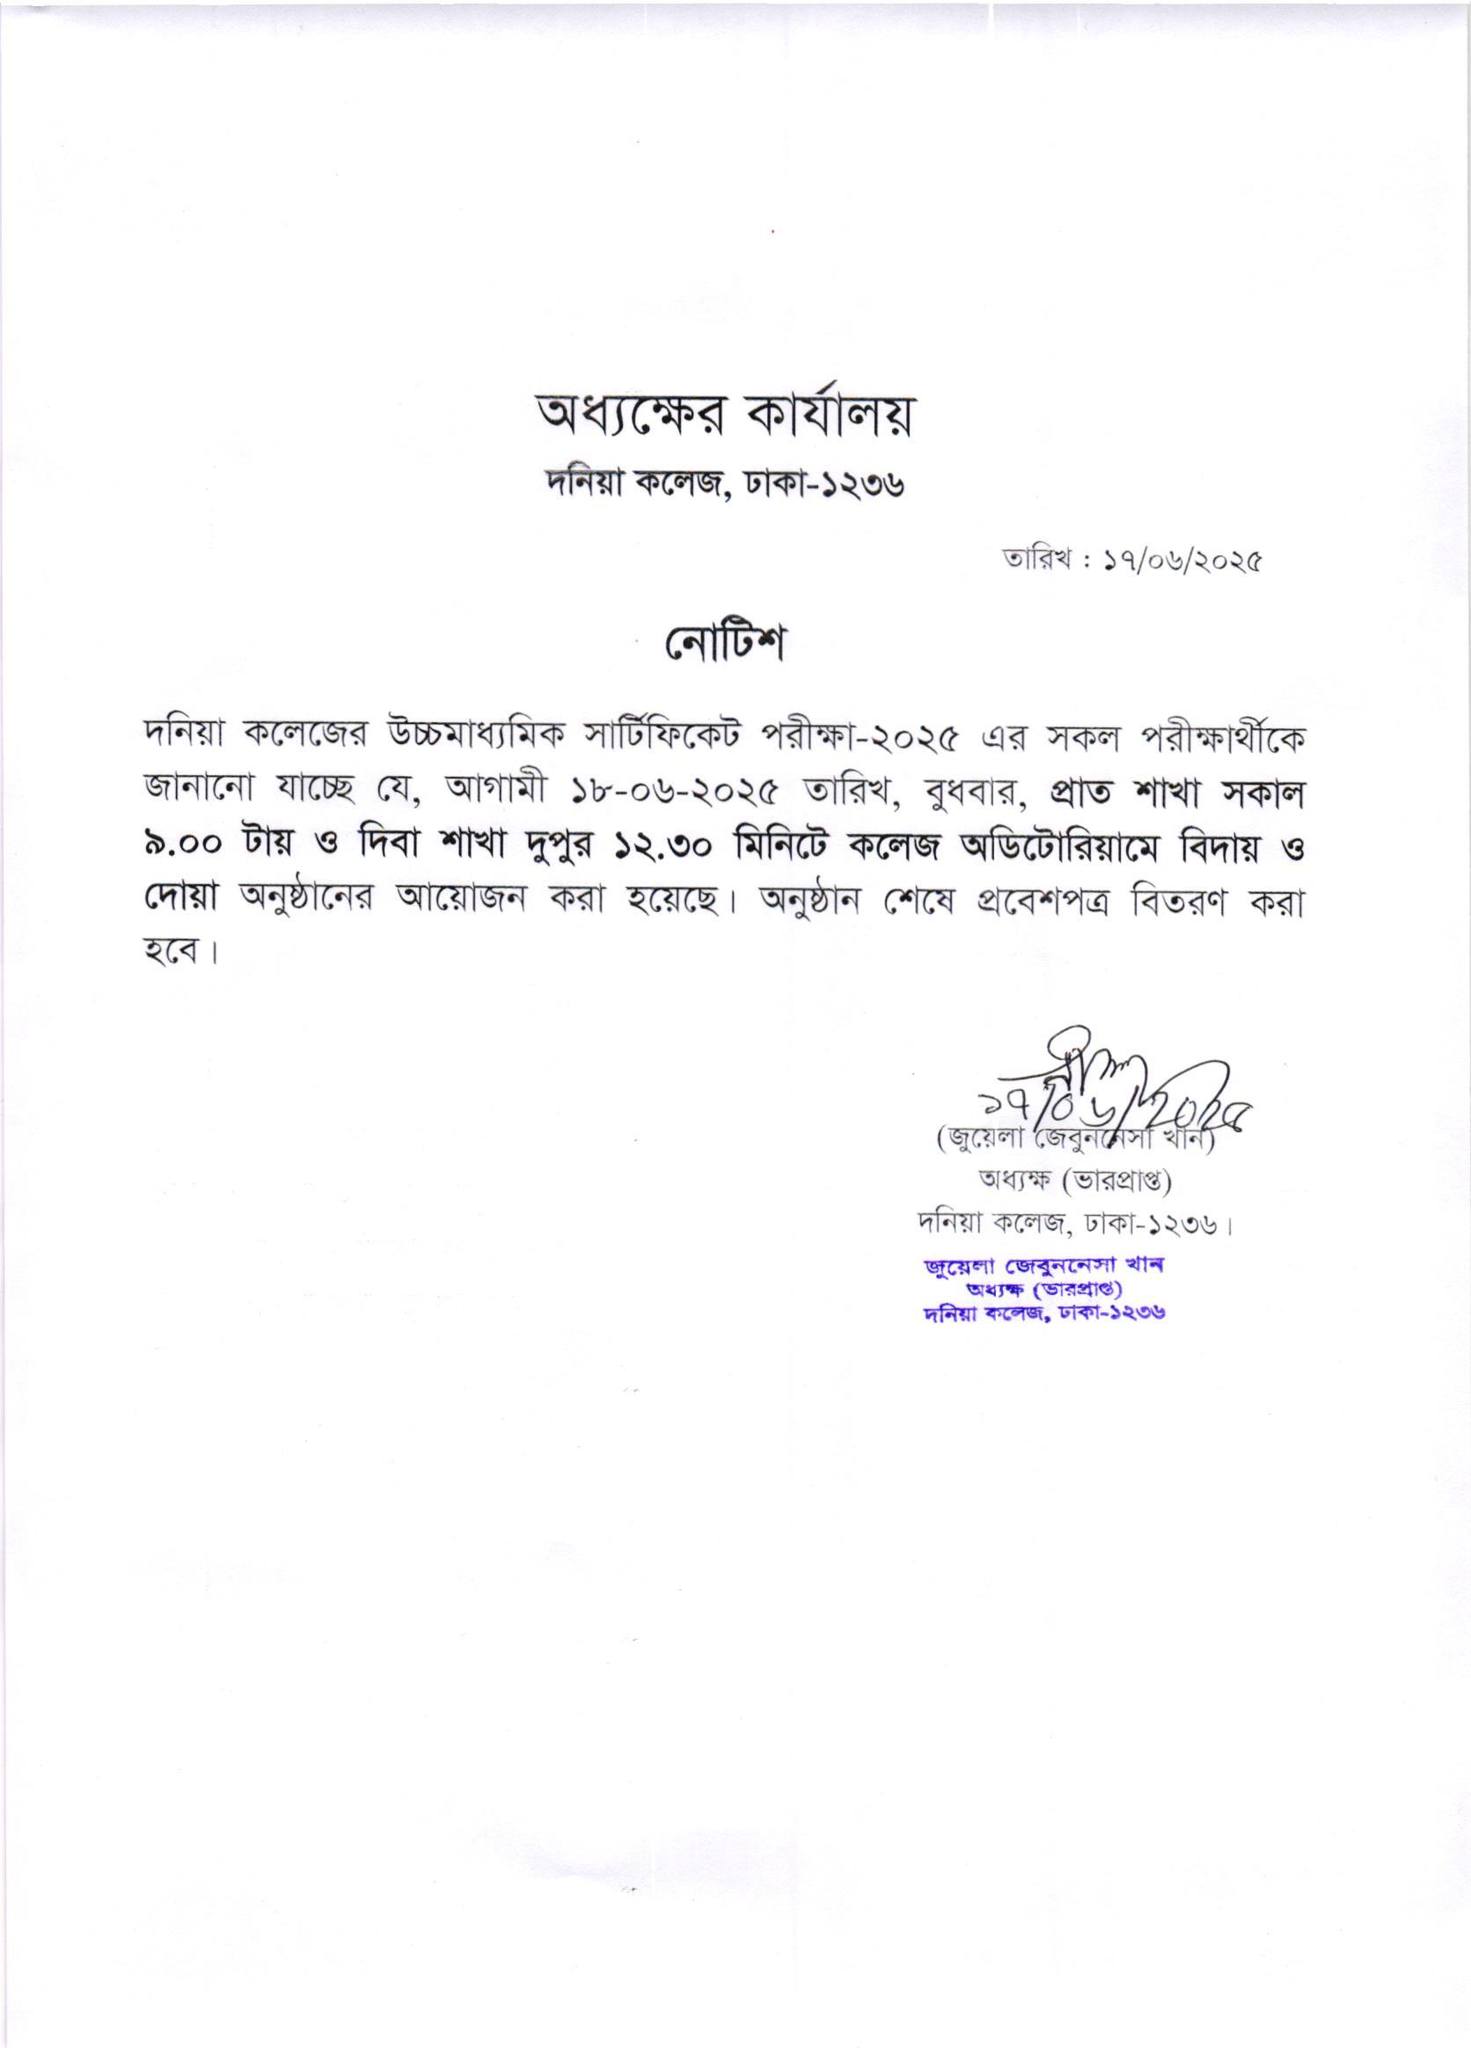 অধ্যক্ষের কার্যালয়
দনিয়া কলেজ, ঢাকা-১২৩৬
তারিখ : ১৭/০৬/২০২৫
নোটিশ
দনিয়া কলেজের উচ্চমাধ্যমিক সার্টিফিকেট পরীক্ষা-২০২৫ এর সকল পরীক্ষার্থীকে
জানানো যাচ্ছে যে, আগামী ১৮-০৬-২০২৫ তারিখ, বুধবার, প্রাত শাখা সকাল
৯.০০ টায় ও দিবা শাখা দুপুর ১২.৩০ মিনিটে কলেজ অডিটোরিয়ামে বিদায় ও
দোয়া অনুষ্ঠানের আয়োজন করা হয়েছে। অনুষ্ঠান শেষে প্রবেশপত্র বিতরণ করা
হবে।
১৭/০৬/২০২৫
(জুয়েলা জেবুননেসা খান)
অধ্যক্ষ (ভারপ্রাপ্ত)
দনিয়া কলেজ, ঢাকা-১২৩৬।
জুয়েলা জেবুননেসা খান
অধ্যক্ষ (ভারপ্রাপ্ত)
দনিয়া কলেজ, ঢাকা-১২৩৬